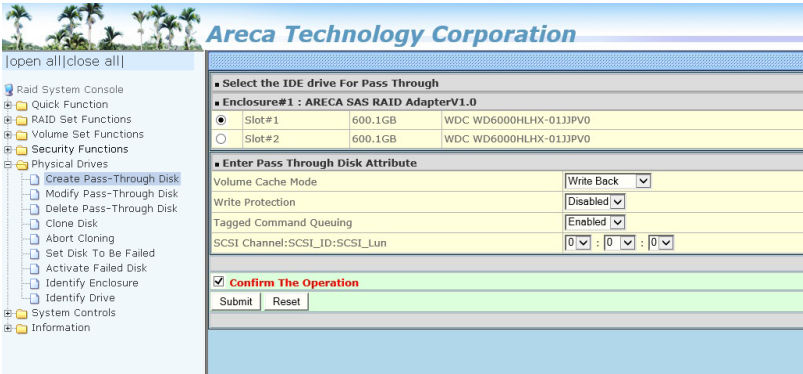 Areca Technology Corporation
|open all|close all|
Raid System Console
Quick Function
RAID Set Functions
Volume Set Functions
Security Functions
Physical Drives
Create Pass-Through Disk
Modify Pass-Through Disk
Delete Pass-Through Disk
Clone Disk
Abort Cloning
Set Disk To Be Failed
Activate Failed Disk
Identify Enclosure
Identify Drive
System Controls
Information
Select the IDE drive For Pass Through
Enclosure#1 : ARECA SAS RAID AdapterV1.0
Slot#1 600.1GB WDC WD6000HLHX-01JJPV0
Slot#2 600.1GB WDC WD6000HLHX-01JJPV0
Enter Pass Through Disk Attribute
Volume Cache Mode Write Back
Write Protection Disabled
Tagged Command Queuing Enabled
SCSI Channel:SCSI_ID:SCSI_Lun 0 : 0 : 0
Confirm The Operation
Submit Reset